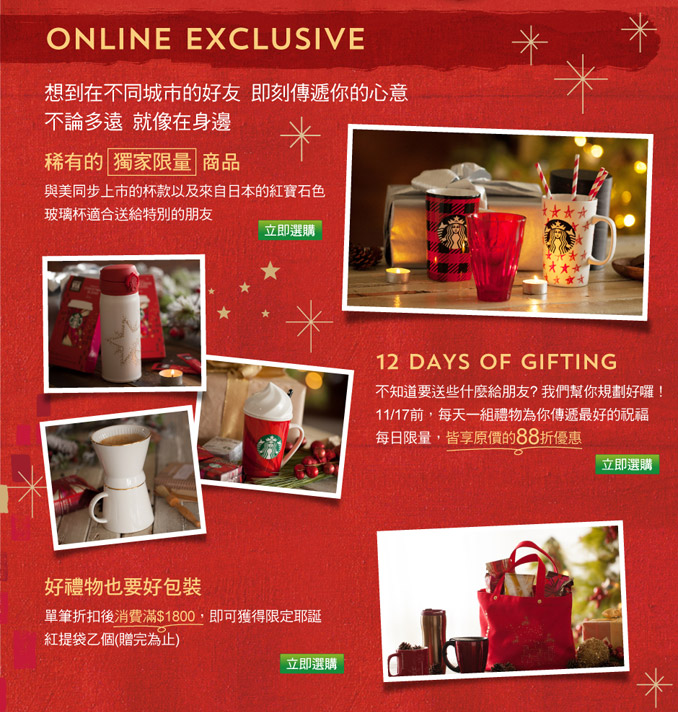 ONLINE EXCLUSIVE
想到在不同城市的好友 即刻傳遞你的心意
不論多遠 就像在身邊
稀有的 獨家限量 商品
與美同步上市的杯款以及來自日本的紅寶石色
玻璃杯適合送給特別的朋友
立即選購
12 DAYS OF GIFTING
不知道要送些什麼給朋友? 我們幫你規劃好囉！
11/17前，每天一組禮物為你傳遞最好的祝福
每日限量，皆享原價的88折優惠
立即選購
好禮物也要好包裝
單筆折扣後消費滿$1800，即可獲得限定耶誕
紅提袋乙個(贈完為止)
立即選購